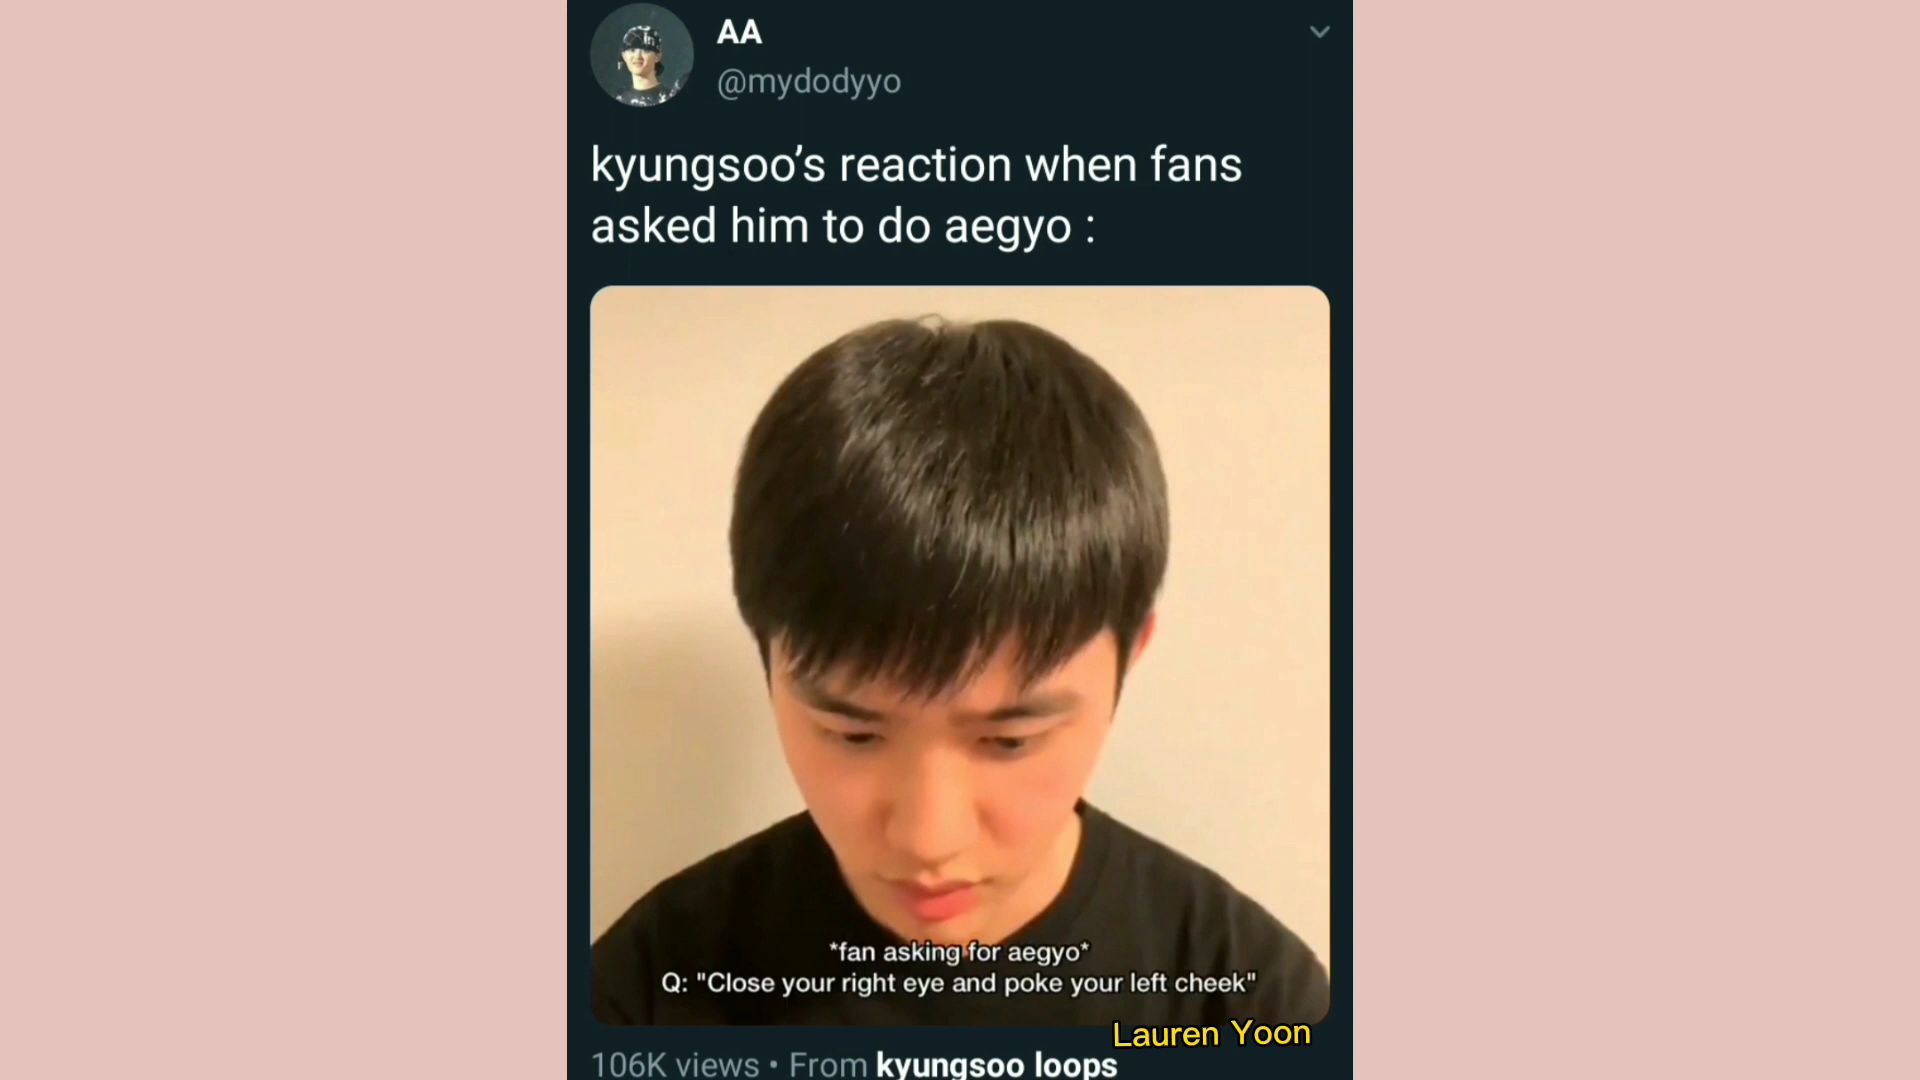 AA
@mydodyyo
kyungsoo’s reaction when fans
asked him to do aegyo :
*fan asking for aegyo*
Q: "Close your right eye and poke your left cheek"
Lauren Yoon
106K views • From kyungsoo loops